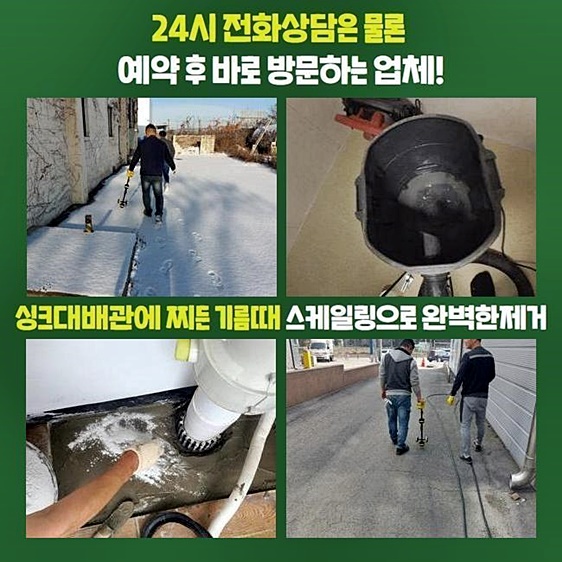 24시 전화상담은 물론
예약 후 바로 방문하는 업체!
싱크대배관에 찌든 기름때 스케일링으로 완벽한제거